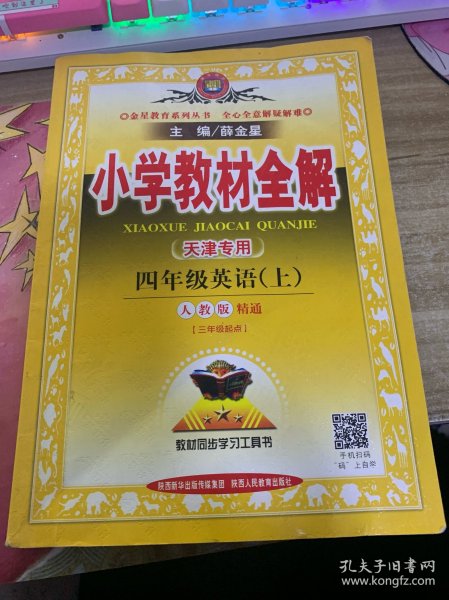 金星教育系列丛书 全心全意解疑解难
主 编/薛金星
小学教材全解
XIAOXUE JIAOCAI QUANJIE
天津专用
四年级英语(上)
人教版 精通
[三年级起点]
教材同步学习工具书
手机扫码
"码"上自学
陕西新华出版传媒集团 陕西人民教育出版社
孔夫子旧书网
www.kongfz.com